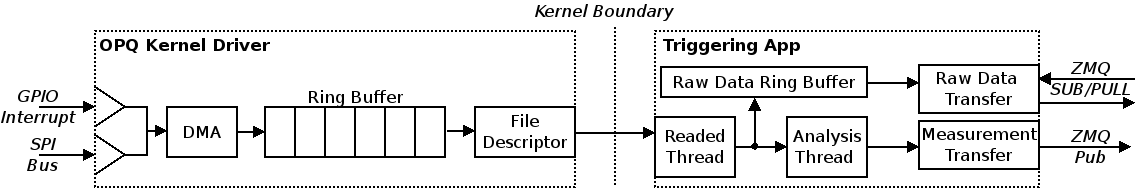 Kernel Boundary
OPQ Kernel Driver
GPIO
Interrupt
SPI
Bus
DMA
Ring Buffer
File
Descriptor
Triggering App
Raw Data Ring Buffer
Raw Data
Transfer
ZMQ
SUB/PULL
Readed
Thread
Analysis
Thread
Measurement
Transfer
ZMQ
Pub